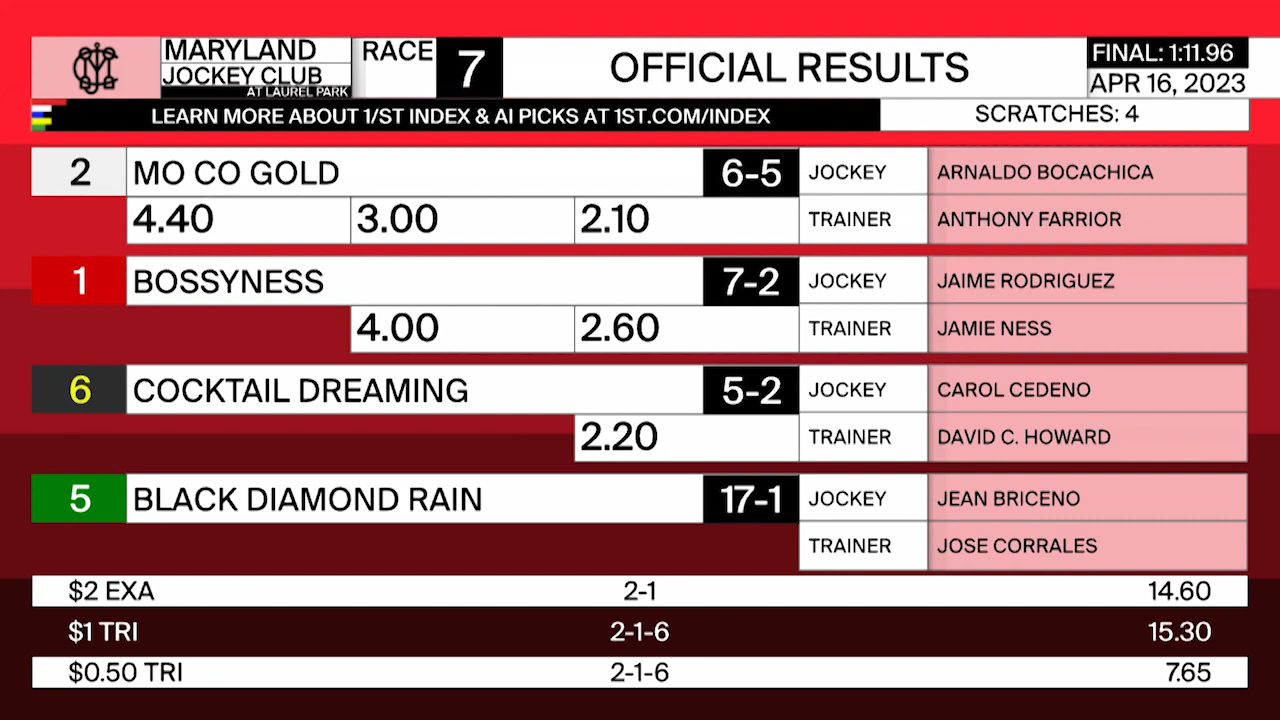 MARYLAND
JOCKEY CLUB
AT LAUREL PARK
RACE 7
OFFICIAL RESULTS
FINAL: 1:11.96
APR 16, 2023
LEARN MORE ABOUT 1/ST INDEX & AI PICKS AT 1ST.COM/INDEX
SCRATCHES: 4
2 MO CO GOLD 6-5 JOCKEY ARNALDO BOCACHICA
4.40 3.00 2.10 TRAINER ANTHONY FARRIOR
1 BOSSYNESS 7-2 JOCKEY JAIME RODRIGUEZ
4.00 2.60 TRAINER JAMIE NESS
6 COCKTAIL DREAMING 5-2 JOCKEY CAROL CEDENO
2.20 TRAINER DAVID C. HOWARD
5 BLACK DIAMOND RAIN 17-1 JOCKEY JEAN BRICENO
TRAINER JOSE CORRALES
$2 EXA 2-1 14.60
$1 TRI 2-1-6 15.30
$0.50 TRI 2-1-6 7.65